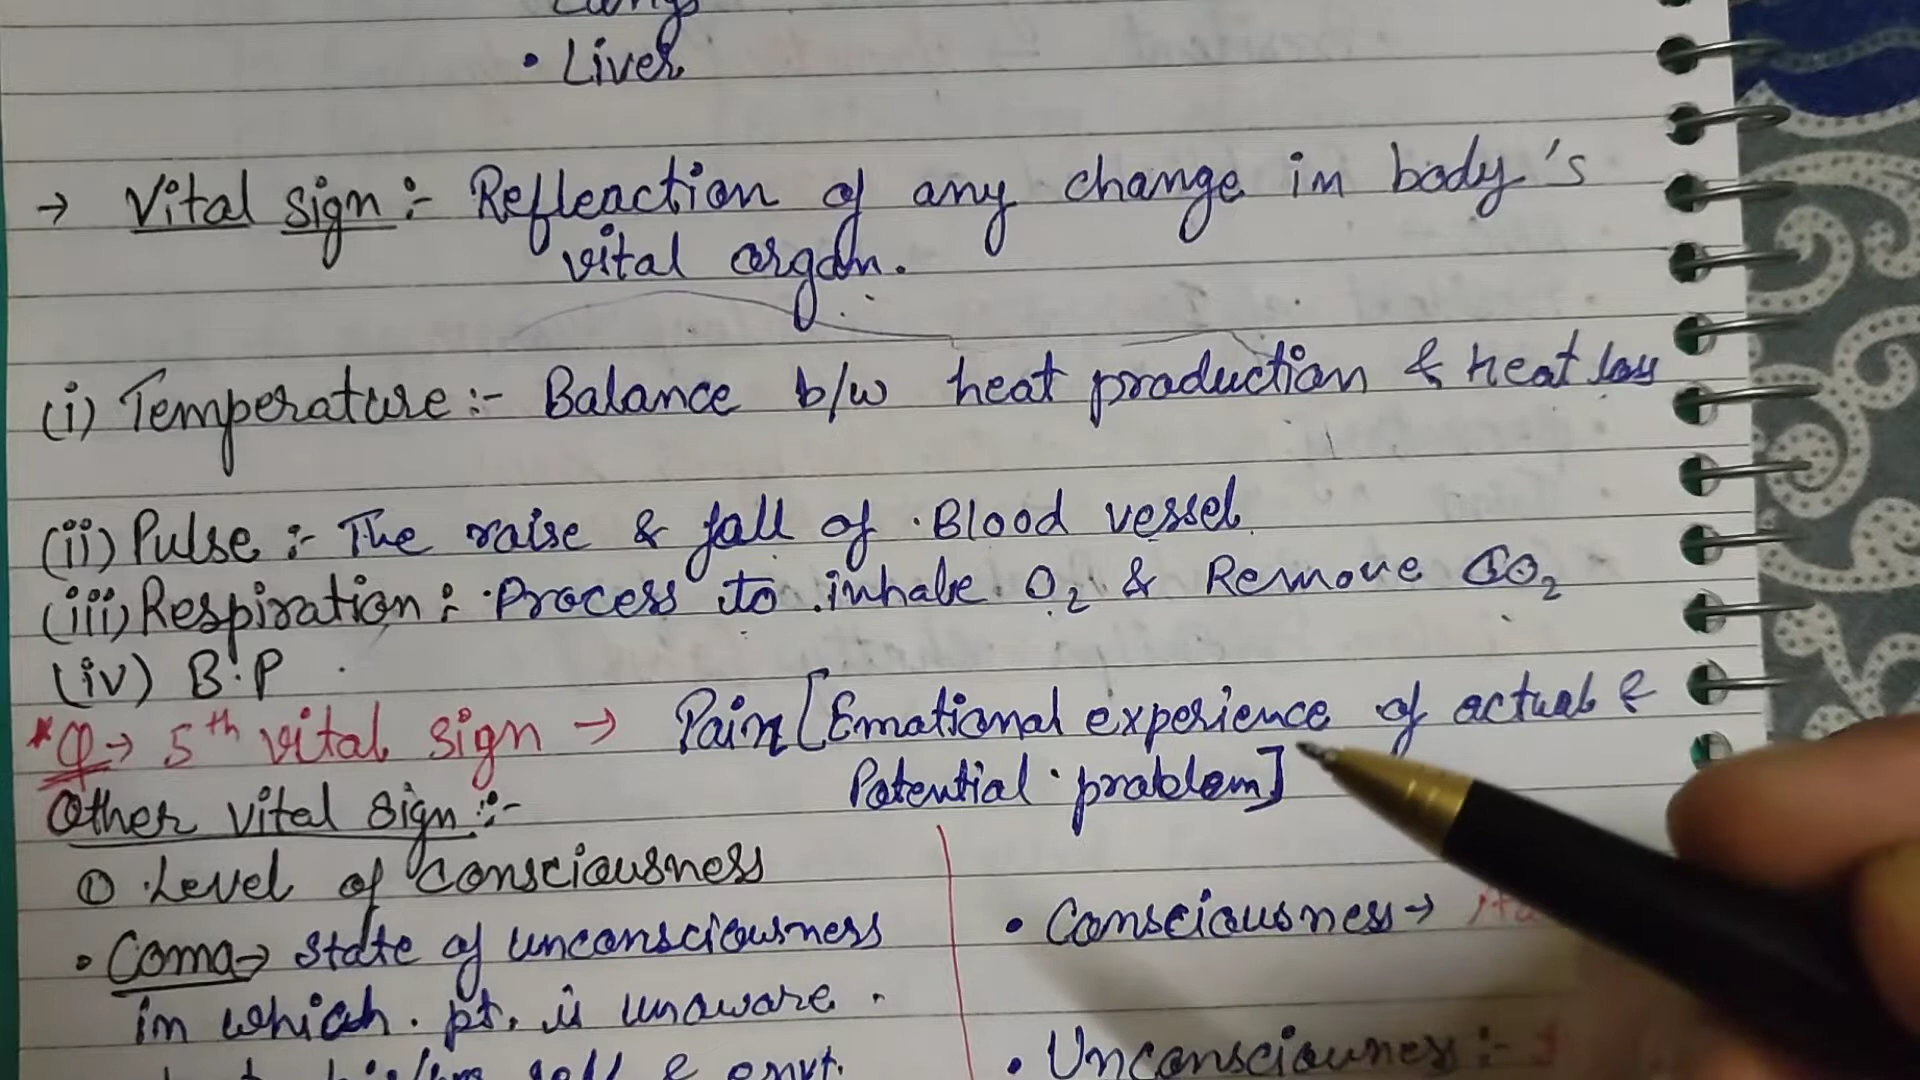 Lungs
• Liver
→ Vital sign :- Refleaction of any change in body's
vital organ.
(i) Temperature :- Balance b/w heat production & heat loss
(ii) Pulse :- The raise & fall of Blood vessel
(iii) Respiration : Process to inhale O₂ & Remove CO₂
(iv) B.P
*Q → 5th vital sign → Pain [Emotional experience of actual &
Potential problem]
Other vital sign :-
① Level of consciousness
• Coma → state of unconsciousness
in which pt. is unaware.
self & envt.
• Consciousness →
• Unconsciousness :-